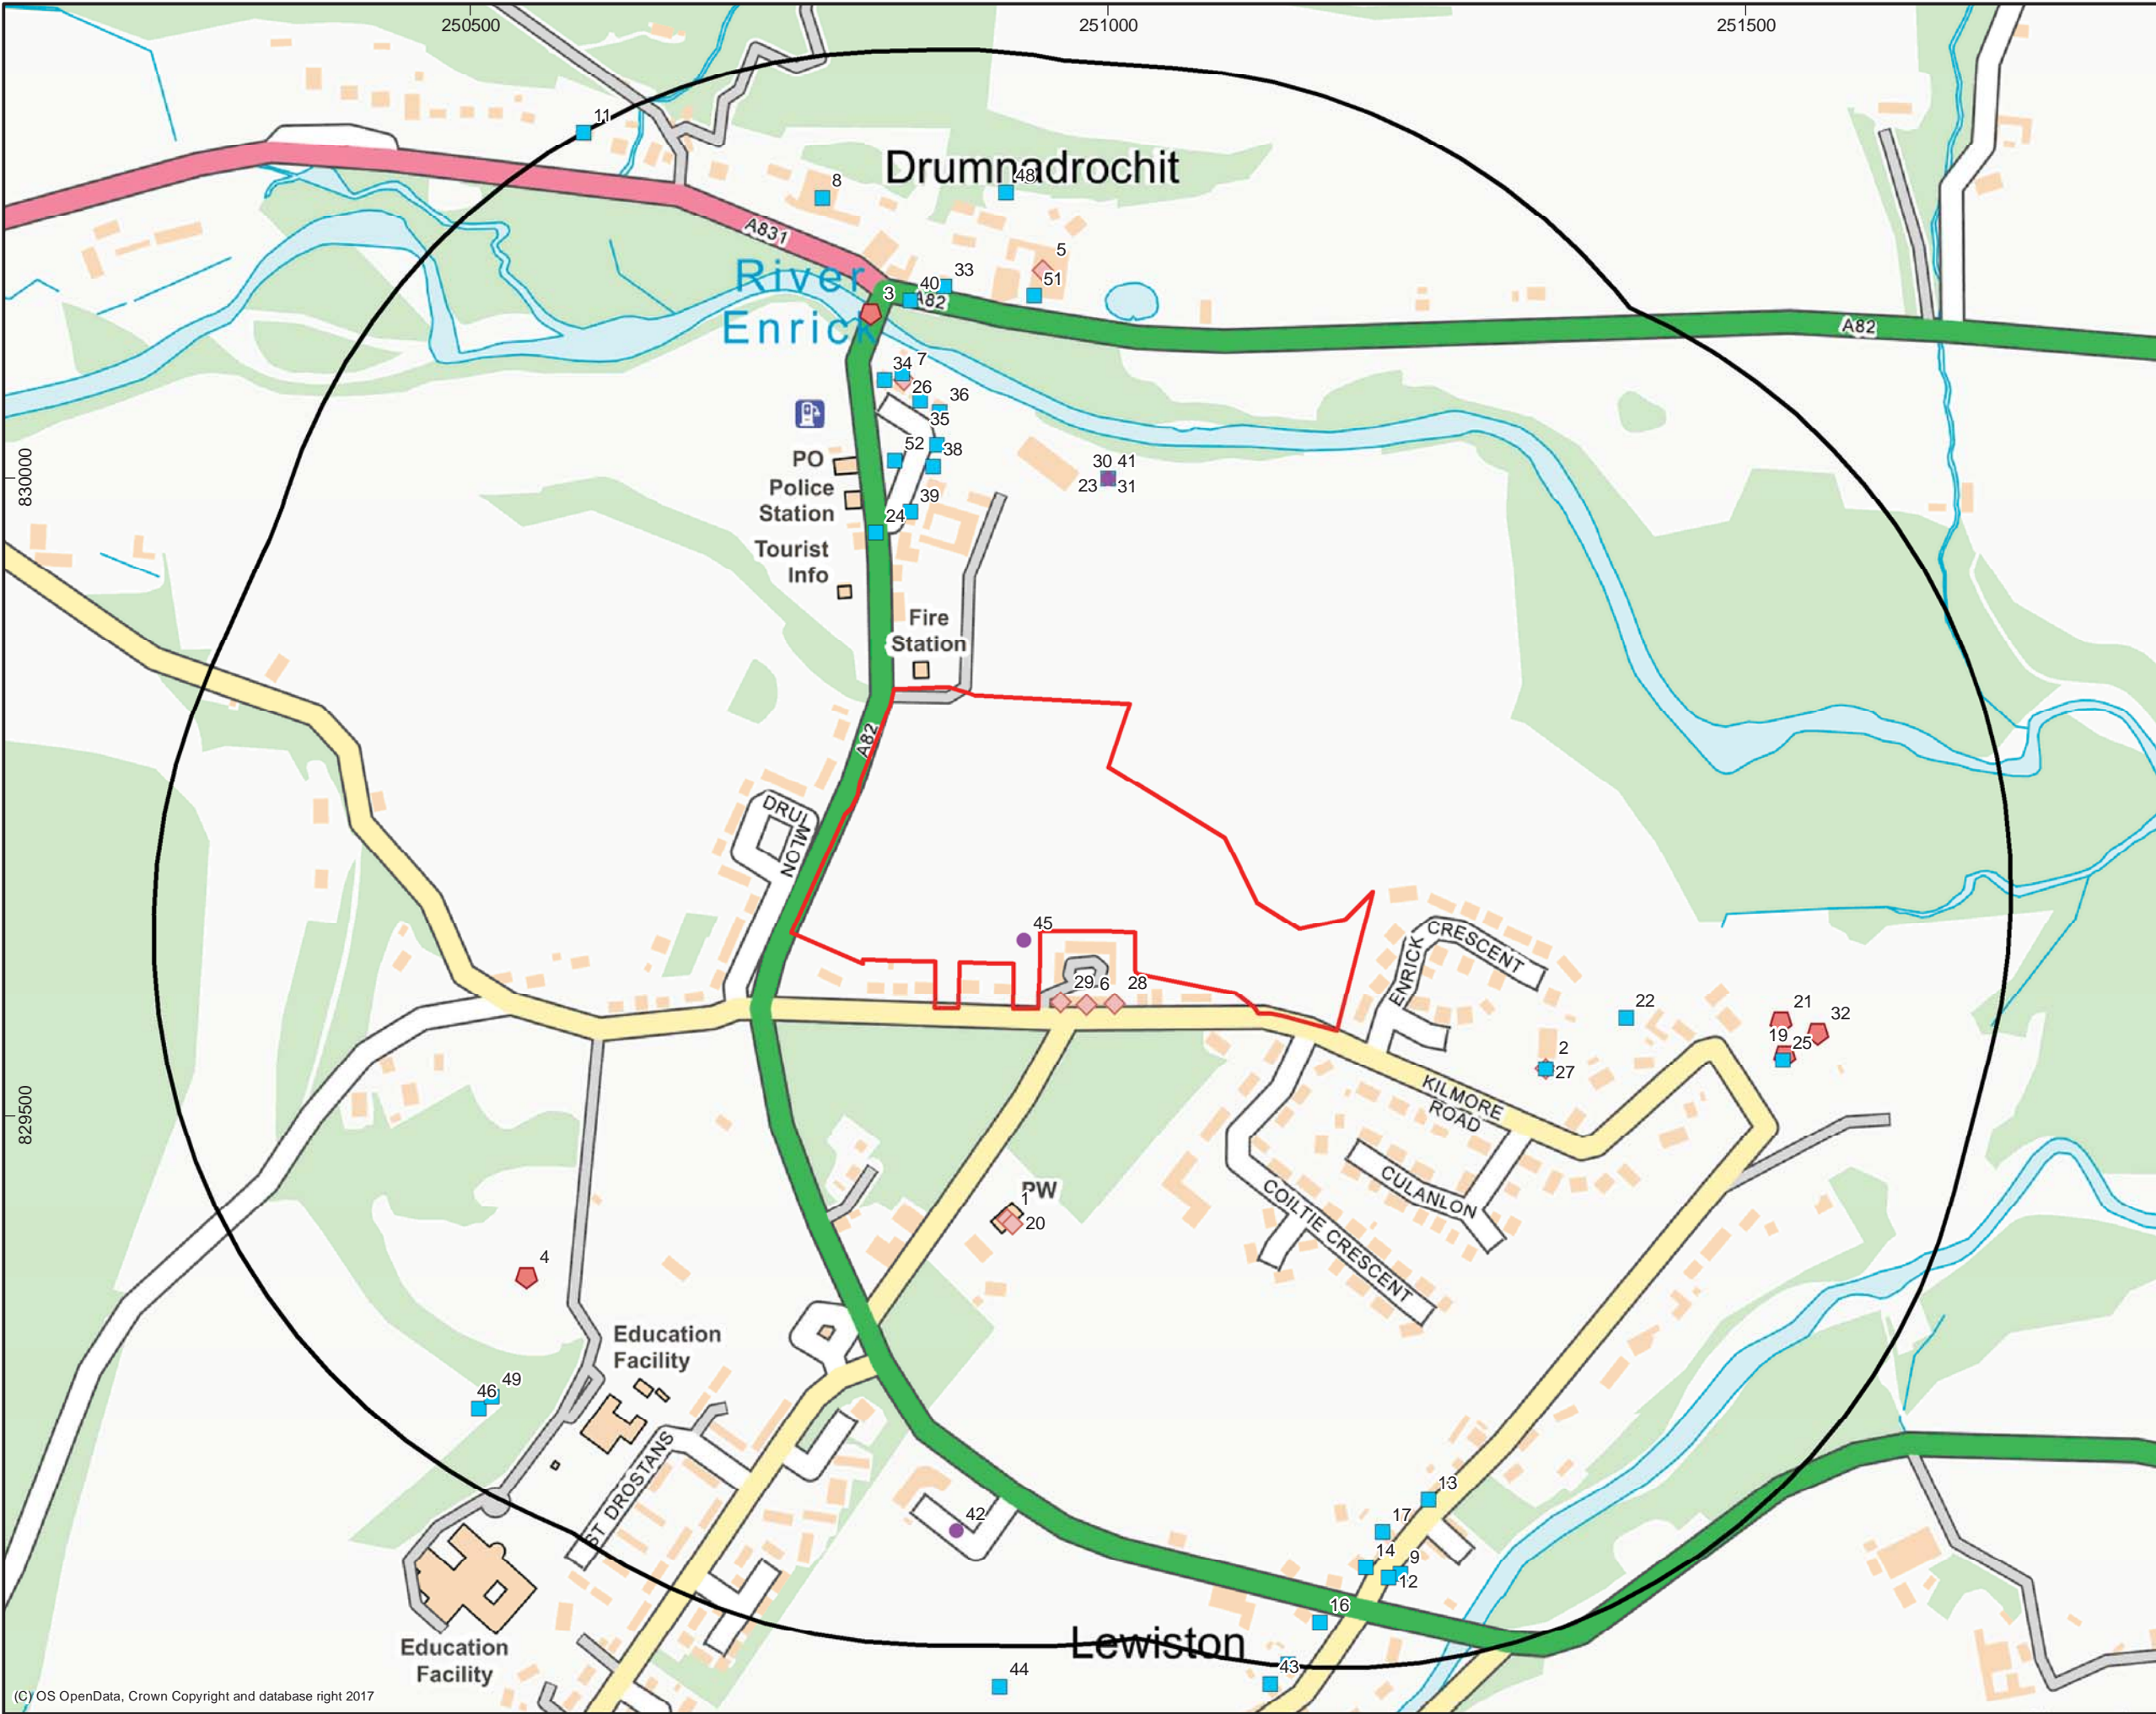 250500
251000
251500
11
Drumnadrochit
8
48
A831
5
River
33
51
40
3
A82
Enrick
A82
34
7
26
36
35
PO
52
38
830000
30
41
Police
Station
23
31
39
24
Tourist
Info
Fire
Station
A82
DRUMLON
45
CRESCENT
ENRICK
29
6
28
22
21
32
19
25
2
27
829500
KILMORE
ROAD
CULANLON
PW
1
20
COILTIE CRESCENT
4
Education
Facility
49
46
ST DROSTANS
13
42
17
14
9
12
16
Lewiston
Education
Facility
44
43
(C) OS OpenData, Crown Copyright and database right 2017